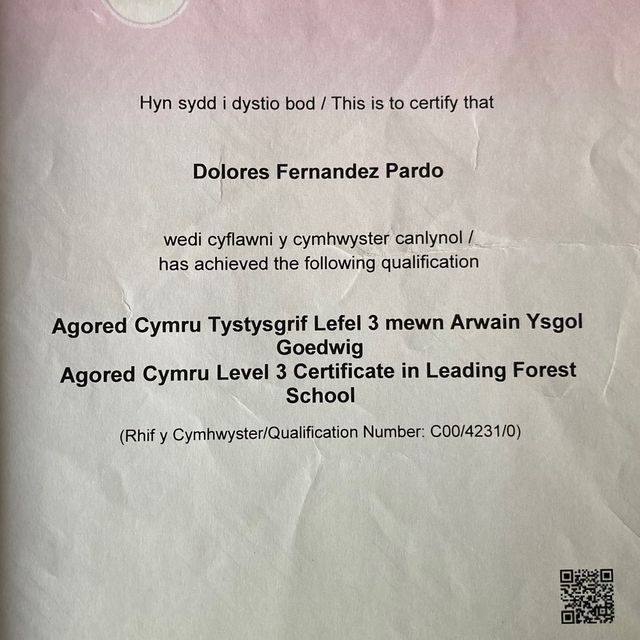 Hyn sydd i dystio bod / This is to certify that
Dolores Fernandez Pardo
wedi cyflawni y cymhwyster canlynol /
has achieved the following qualification
Agored Cymru Tystysgrif Lefel 3 mewn Arwain Ysgol
Goedwig
Agored Cymru Level 3 Certificate in Leading Forest
School
(Rhif y Cymhwyster/Qualification Number: C00/4231/0)